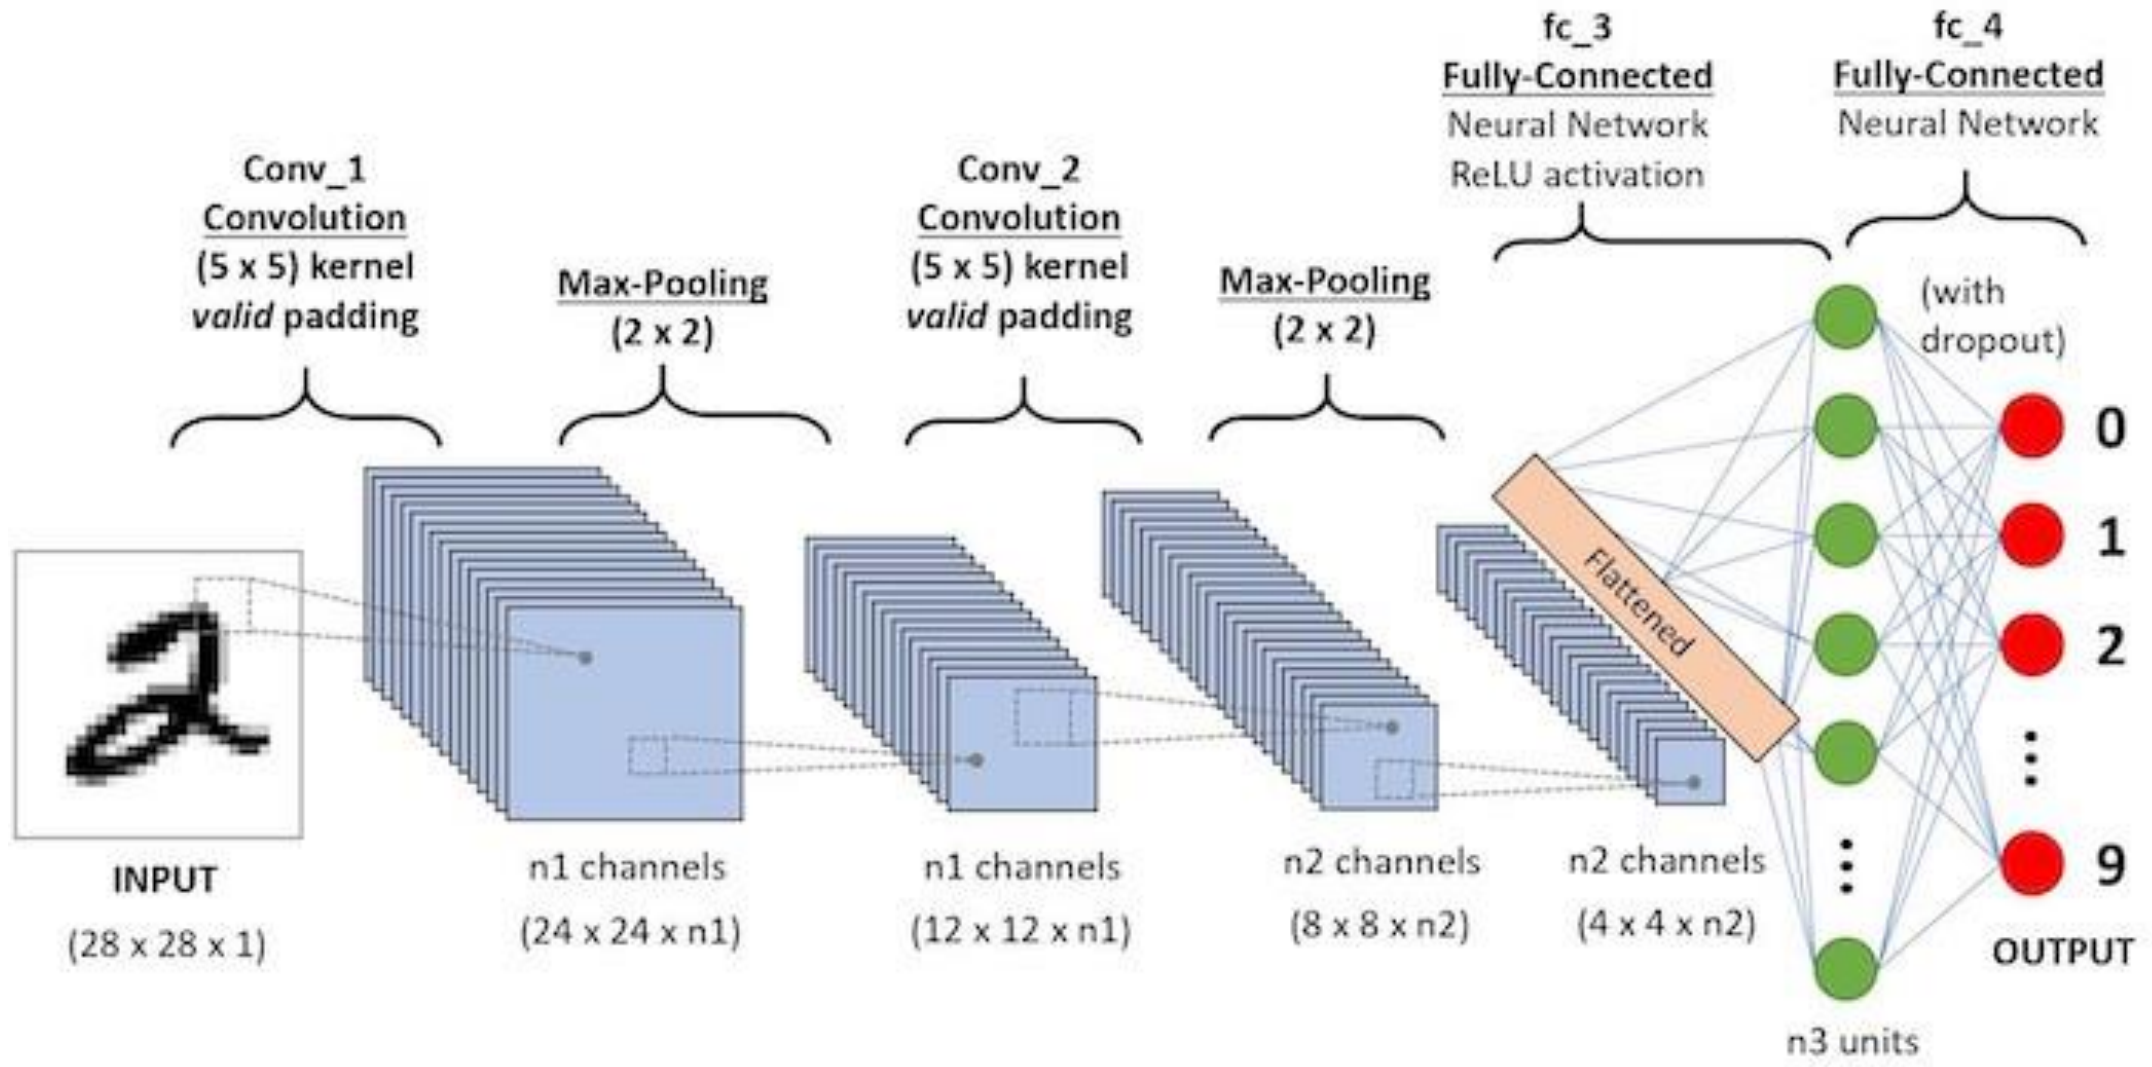 Conv_1
Convolution
(5 x 5) kernel
valid padding
Max-Pooling
(2 x 2)
Conv_2
Convolution
(5 x 5) kernel
valid padding
Max-Pooling
(2 x 2)
fc_3
Fully-Connected
Neural Network
ReLU activation
fc_4
Fully-Connected
Neural Network
(with
dropout)
Flattened
0
1
2
9
INPUT
(28 x 28 x 1)
n1 channels
(24 x 24 x n1)
n1 channels
(12 x 12 x n1)
n2 channels
(8 x 8 x n2)
n2 channels
(4 x 4 x n2)
OUTPUT
n3 units